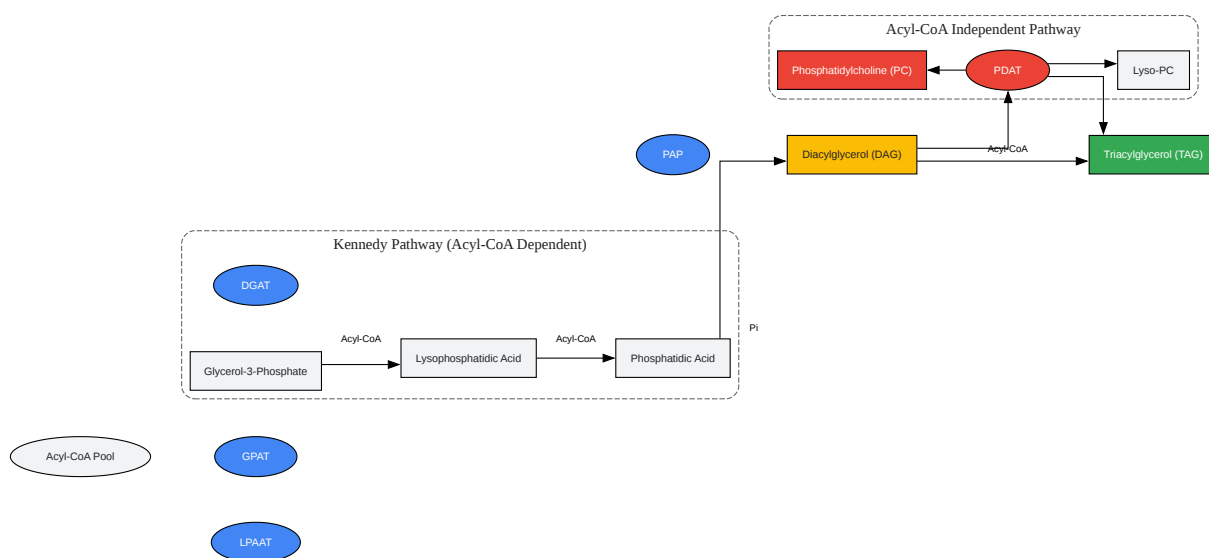 Acyl-CoA Independent Pathway
Phosphatidylcholine (PC)
PDAT
Lyso-PC
PAP
Diacylglycerol (DAG)
Acyl-CoA
Triacylglycerol (TAG)
Kennedy Pathway (Acyl-CoA Dependent)
DGAT
Pi
Acyl-CoA
Acyl-CoA
Glycerol-3-Phosphate
Lysophosphatidic Acid
Phosphatidic Acid
Acyl-CoA Pool
GPAT
LPAAT